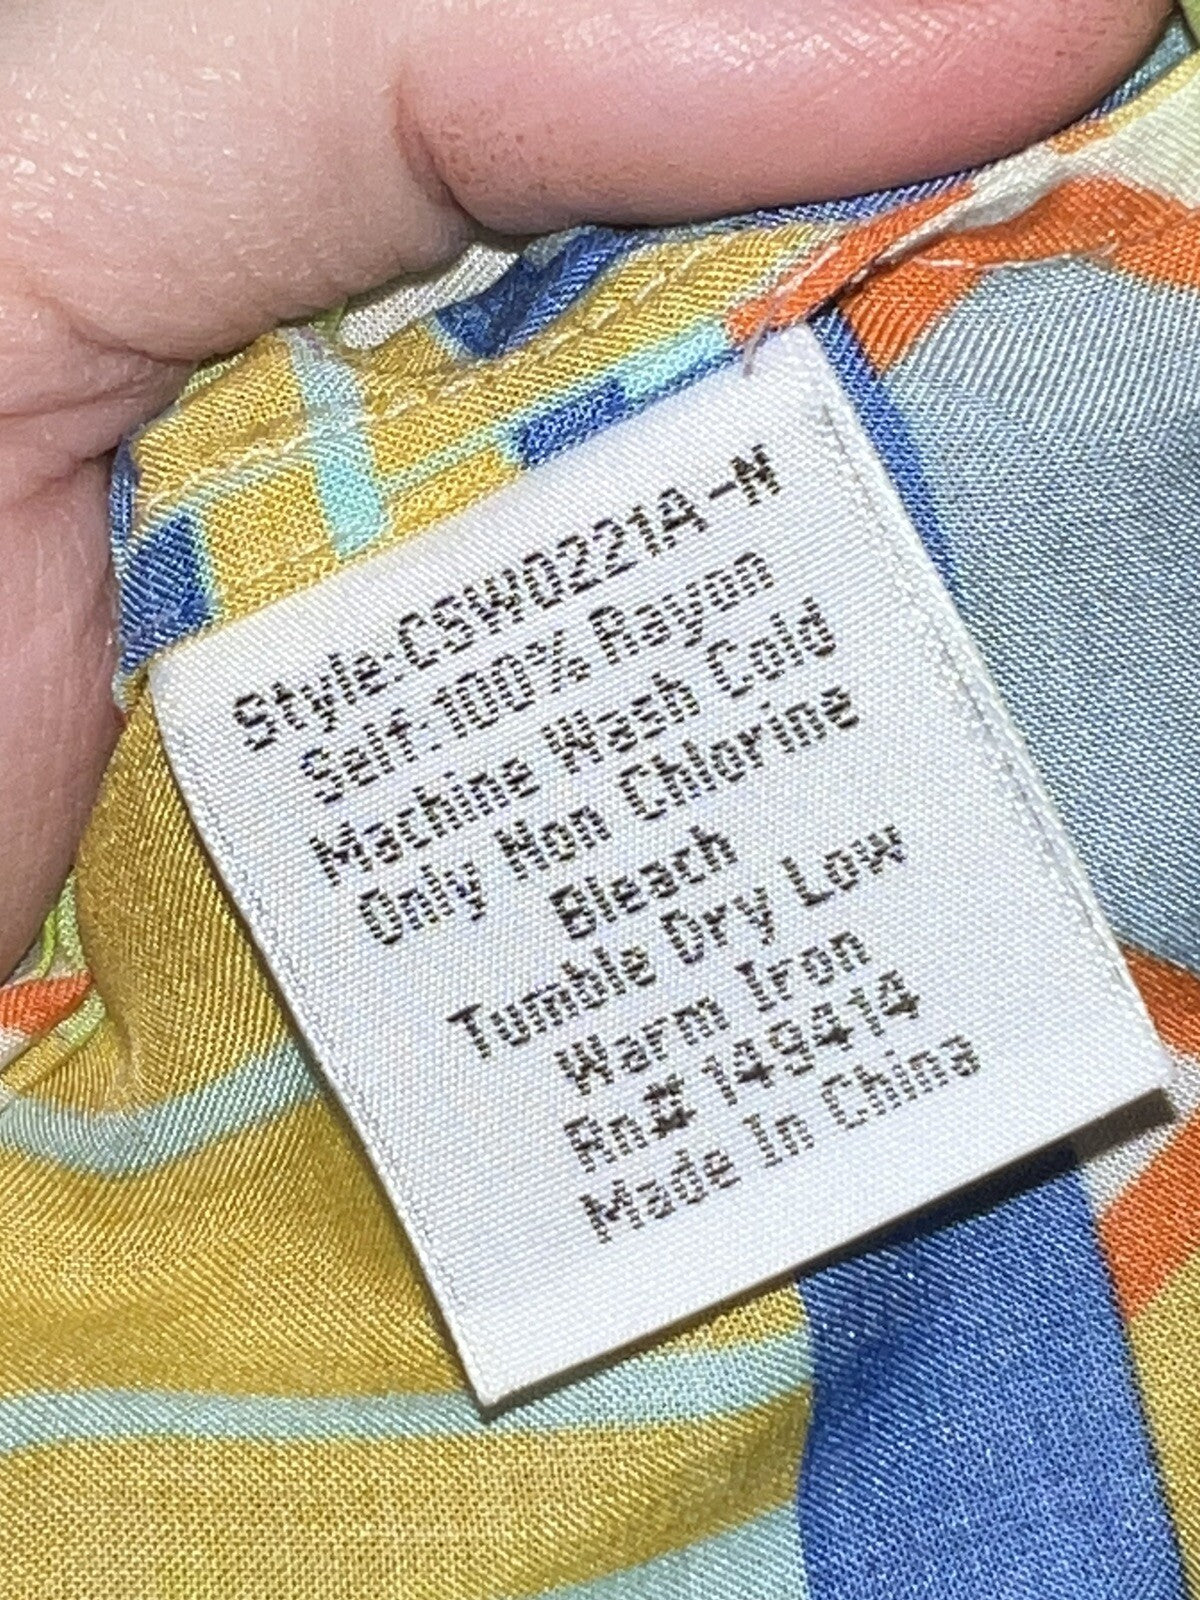 Style:CSW0221A-N
Self:100% Rayon
Machine Wash Cold
Only Non Chlorine
Bleach
Tumble Dry Low
Warm Iron
Rn# 149414
Made In China